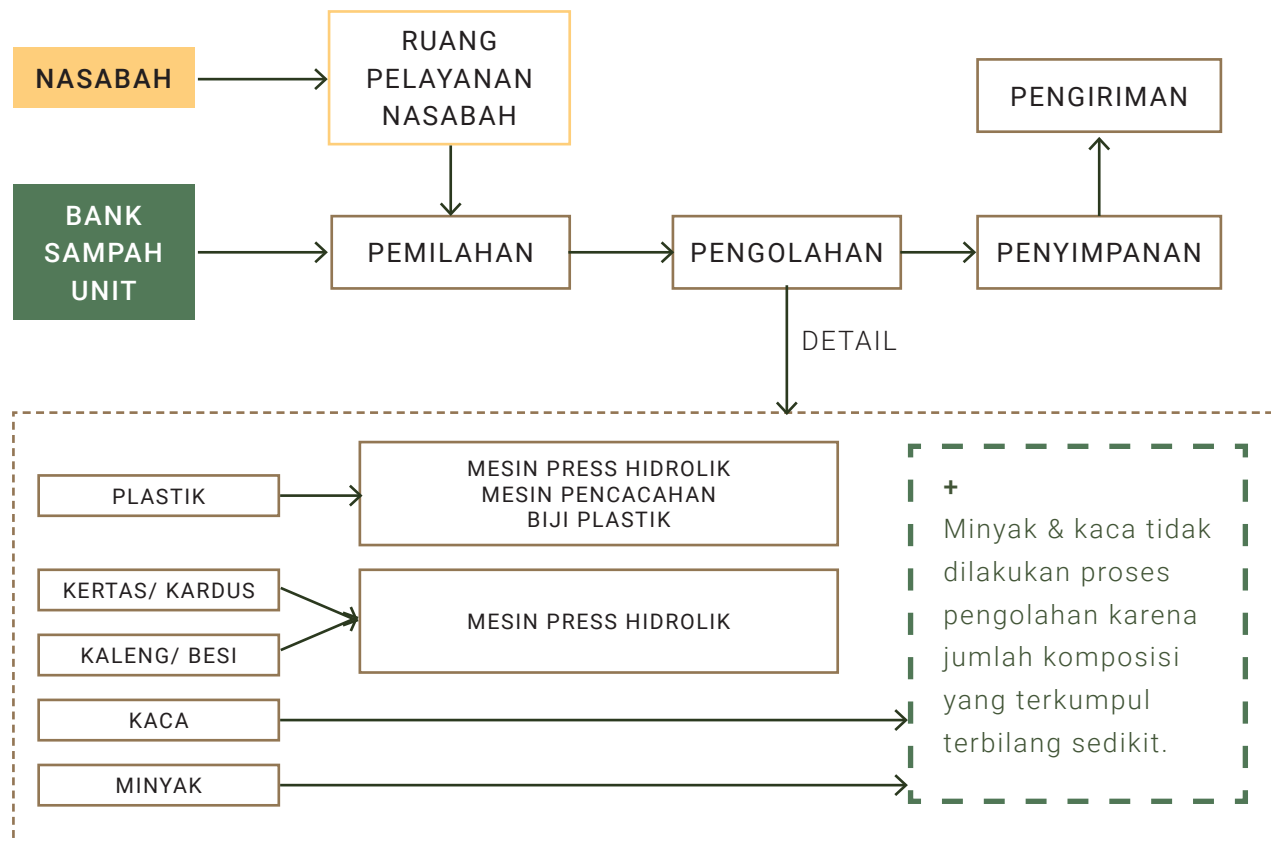 NASABAH
RUANG
PELAYANAN
NASABAH
PENGIRIMAN
BANK
SAMPAH
UNIT
PEMILAHAN
PENGOLAHAN
PENYIMPANAN
DETAIL
PLASTIK
MESIN PRESS HIDROLIK
MESIN PENCACAHAN
BIJI PLASTIK
KERTAS/ KARDUS
KALENG/ BESI
MESIN PRESS HIDROLIK
KACA
MINYAK
+
Minyak & kaca tidak
dilakukan proses
pengolahan karena
jumlah komposisi
yang terkumpul
terbilang sedikit.